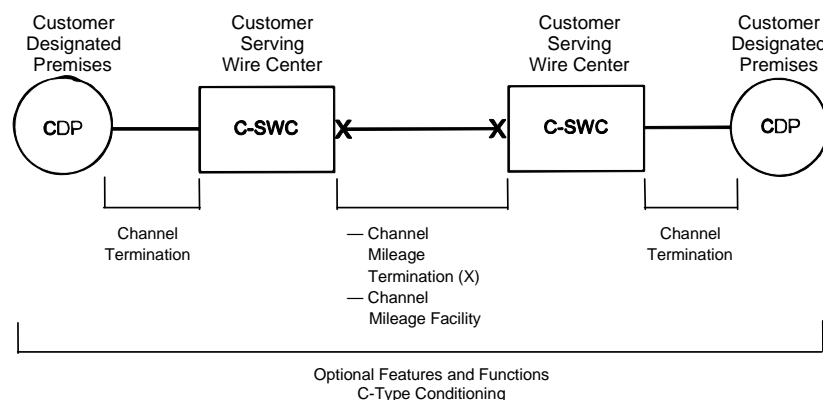 Customer
Designated
Premises
Customer
Serving
Wire Center
Customer
Serving
Wire Center
Customer
Designated
Premises
CDP
C-SWC
X
X
C-SWC
CDP
Channel
Termination
— Channel
Mileage
Termination (X)
— Channel
Mileage Facility
Channel
Termination
Optional Features and Functions
C-Type Conditioning